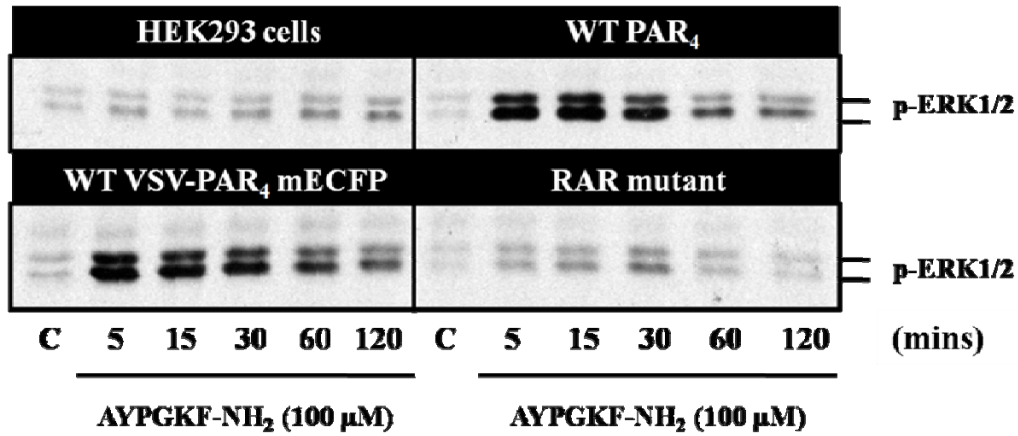 HEK293 cells WT PAR₄
p-ERK1/2
WT VSV-PAR₄ mECFP RAR mutant
p-ERK1/2
C 5 15 30 60 120 C 5 15 30 60 120 (mins)
AYPGKF-NH₂ (100 μM) AYPGKF-NH₂ (100 μM)